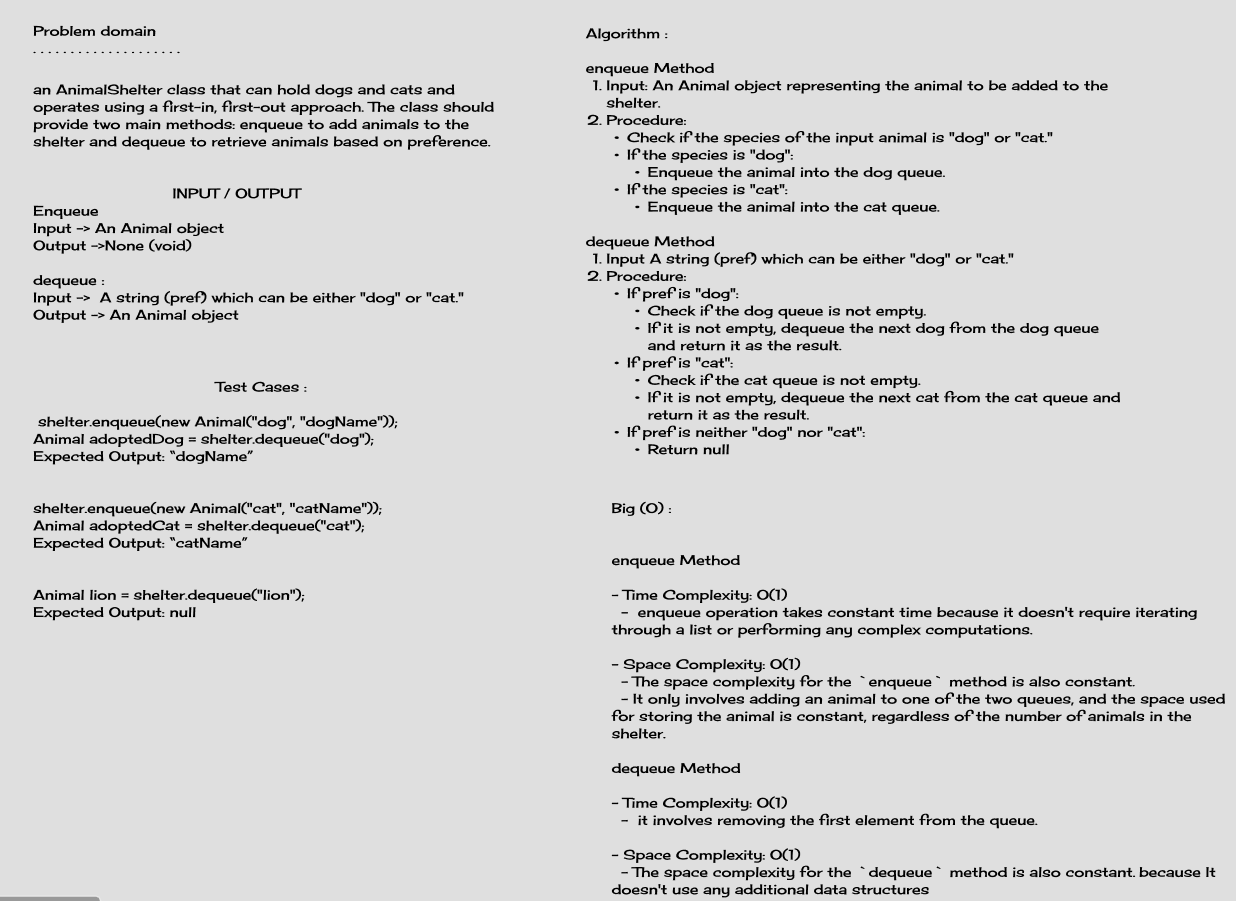 Problem domain
. . . . . . . . . . . . . . . . . . . .
an AnimalShelter class that can hold dogs and cats and
operates using a first-in, first-out approach. The class should
provide two main methods: enqueue to add animals to the
shelter and dequeue to retrieve animals based on preference.
INPUT / OUTPUT
Enqueue
Input -> An Animal object
Output ->None (void)
dequeue :
Input -> A string (pref) which can be either "dog" or "cat."
Output -> An Animal object
Test Cases :
shelter.enqueue(new Animal("dog", "dogName"));
Animal adoptedDog = shelter.dequeue("dog");
Expected Output: “dogName”
shelter.enqueue(new Animal("cat", "catName"));
Animal adoptedCat = shelter.dequeue("cat");
Expected Output: “catName”
Animal lion = shelter.dequeue("lion");
Expected Output: null
Algorithm :
enqueue Method
1. Input: An Animal object representing the animal to be added to the
shelter.
2. Procedure:
• Check if the species of the input animal is "dog" or "cat."
• If the species is "dog":
• Enqueue the animal into the dog queue.
• If the species is "cat":
• Enqueue the animal into the cat queue.
dequeue Method
1. Input A string (pref) which can be either "dog" or "cat."
2. Procedure:
• If pref is "dog":
• Check if the dog queue is not empty.
• If it is not empty, dequeue the next dog from the dog queue
and return it as the result.
• If pref is "cat":
• Check if the cat queue is not empty.
• If it is not empty, dequeue the next cat from the cat queue and
return it as the result.
• If pref is neither "dog" nor "cat":
• Return null
Big (O) :
enqueue Method
- Time Complexity: O(1)
- enqueue operation takes constant time because it doesn't require iterating
through a list or performing any complex computations.
- Space Complexity: O(1)
- The space complexity for the `enqueue` method is also constant.
- It only involves adding an animal to one of the two queues, and the space used
for storing the animal is constant, regardless of the number of animals in the
shelter.
dequeue Method
- Time Complexity: O(1)
- it involves removing the first element from the queue.
- Space Complexity: O(1)
- The space complexity for the `dequeue` method is also constant. because It
doesn't use any additional data structures